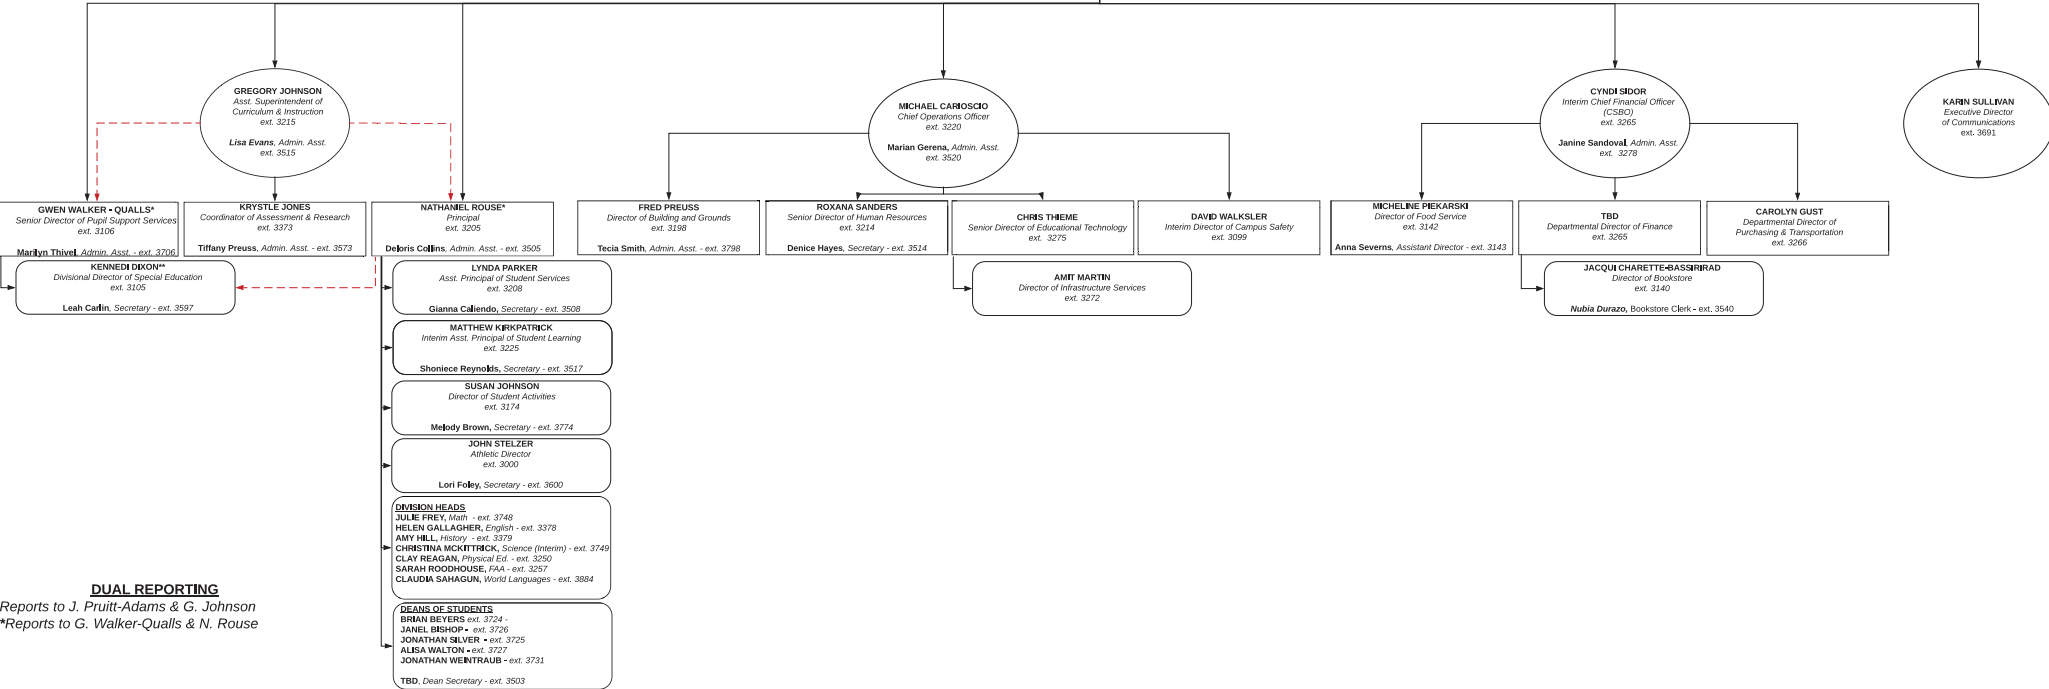 GREGORY JOHNSON
Asst. Superintendent of
Curriculum & Instruction
ext. 3215
Lisa Evans, Admin. Asst.
ext. 3515
MICHAEL CARIOSCIO
Chief Operations Officer
ext. 3220
Marian Gerena, Admin. Asst.
ext. 3520
CYNDI SIDOR
Interim Chief Financial Officer
(CSBO)
ext. 3265
Janine Sandoval, Admin. Asst.
ext. 3278
KARIN SULLIVAN
Executive Director
of Communications
ext. 3691
GWEN WALKER - QUALLS*
Senior Director of Pupil Support Services
ext. 3106
Marilyn Thivel, Admin. Asst. - ext. 3706
KRYSTLE JONES
Coordinator of Assessment & Research
ext. 3373
Tiffany Preuss, Admin. Asst. - ext. 3573
NATHANIEL ROUSE*
Principal
ext. 3205
Deloris Collins, Admin. Asst. - ext. 3505
FRED PREUSS
Director of Building and Grounds
ext. 3198
Tecia Smith, Admin. Asst. - ext. 3798
ROXANA SANDERS
Senior Director of Human Resources
ext. 3214
Denice Hayes, Secretary - ext. 3514
CHRIS THIEME
Senior Director of Educational Technology
ext. 3275
DAVID WALKSLER
Interim Director of Campus Safety
ext. 3099
MICHELINE PIEKARSKI
Director of Food Service
ext. 3142
Anna Severns, Assistant Director - ext. 3143
TBD
Departmental Director of Finance
ext. 3265
CAROLYN GUST
Departmental Director of
Purchasing & Transportation
ext. 3266
KENNEDI DIXON**
Divisional Director of Special Education
ext. 3105
Leah Carlin, Secretary - ext. 3597
LYNDA PARKER
Asst. Principal of Student Services
ext. 3208
Gianna Caliendo, Secretary - ext. 3508
AMIT MARTIN
Director of Infrastructure Services
ext. 3272
JACQUI CHARETTE-BASSIRIRAD
Director of Bookstore
ext. 3140
Nubia Durazo, Bookstore Clerk - ext. 3540
MATTHEW KIRKPATRICK
Interim Asst. Principal of Student Learning
ext. 3225
Shoniece Reynolds, Secretary - ext. 3517
SUSAN JOHNSON
Director of Student Activities
ext. 3174
Melody Brown, Secretary - ext. 3774
JOHN STELZER
Athletic Director
ext. 3000
Lori Foley, Secretary - ext. 3600
DIVISION HEADS
JULIE FREY, Math - ext. 3748
HELEN GALLAGHER, English - ext. 3378
AMY HILL, History - ext. 3379
CHRISTINA MCKITTRICK, Science (Interim) - ext. 3749
CLAY REAGAN, Physical Ed. - ext. 3250
SARAH ROODHOUSE, FAA - ext. 3257
CLAUDIA SAHAGUN, World Languages - ext. 3884
DEANS OF STUDENTS
BRIAN BEYERS ext. 3724 -
JANEL BISHOP - ext. 3726
JONATHAN SILVER - ext. 3725
ALISA WALTON - ext. 3727
JONATHAN WEINTRAUB - ext. 3731
TBD, Dean Secretary - ext. 3503
DUAL REPORTING
Reports to J. Pruitt-Adams & G. Johnson
*Reports to G. Walker-Qualls & N. Rouse